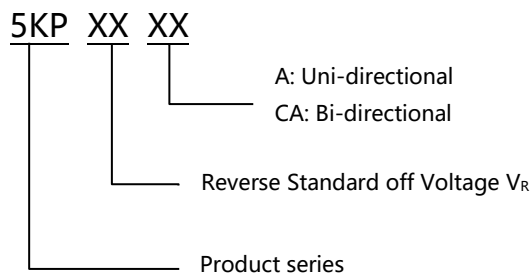 5KP XX XX
A: Uni-directional
CA: Bi-directional
Reverse Standard off Voltage VR
Product series